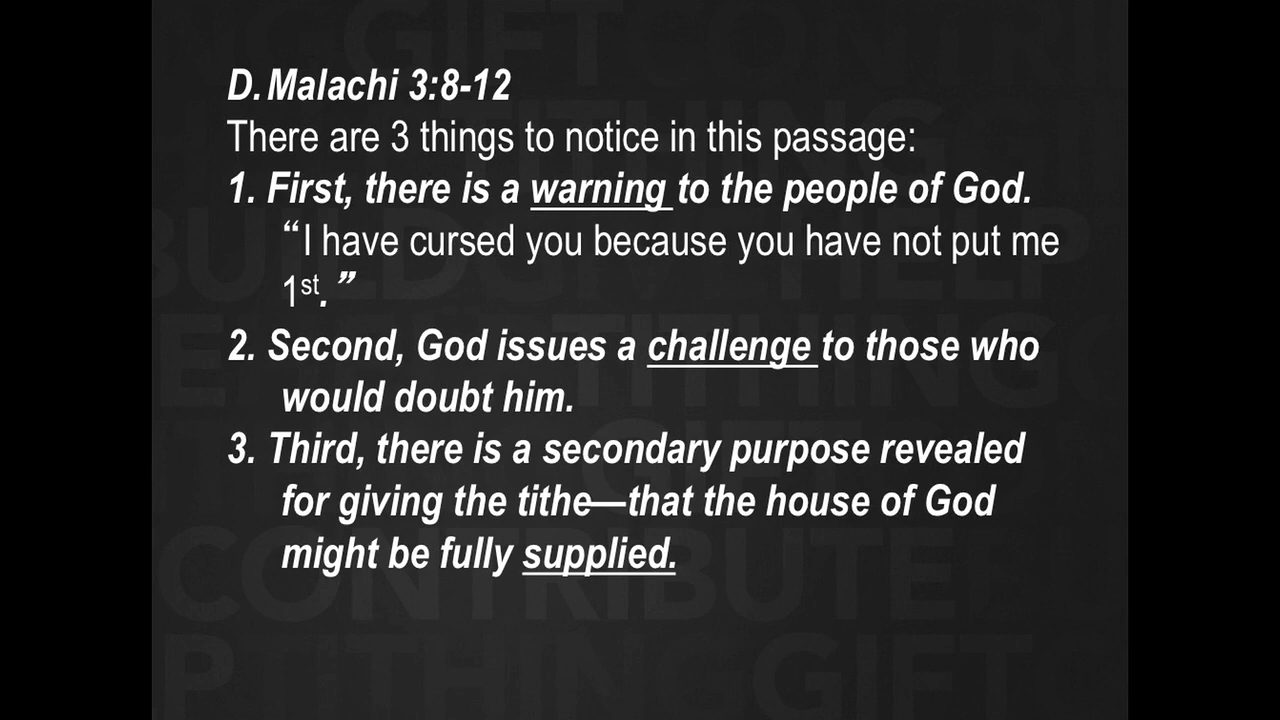 D. Malachi 3:8-12
There are 3 things to notice in this passage:
1. First, there is a warning to the people of God.
“I have cursed you because you have not put me
1st.”
2. Second, God issues a challenge to those who
would doubt him.
3. Third, there is a secondary purpose revealed
for giving the tithe—that the house of God
might be fully supplied.